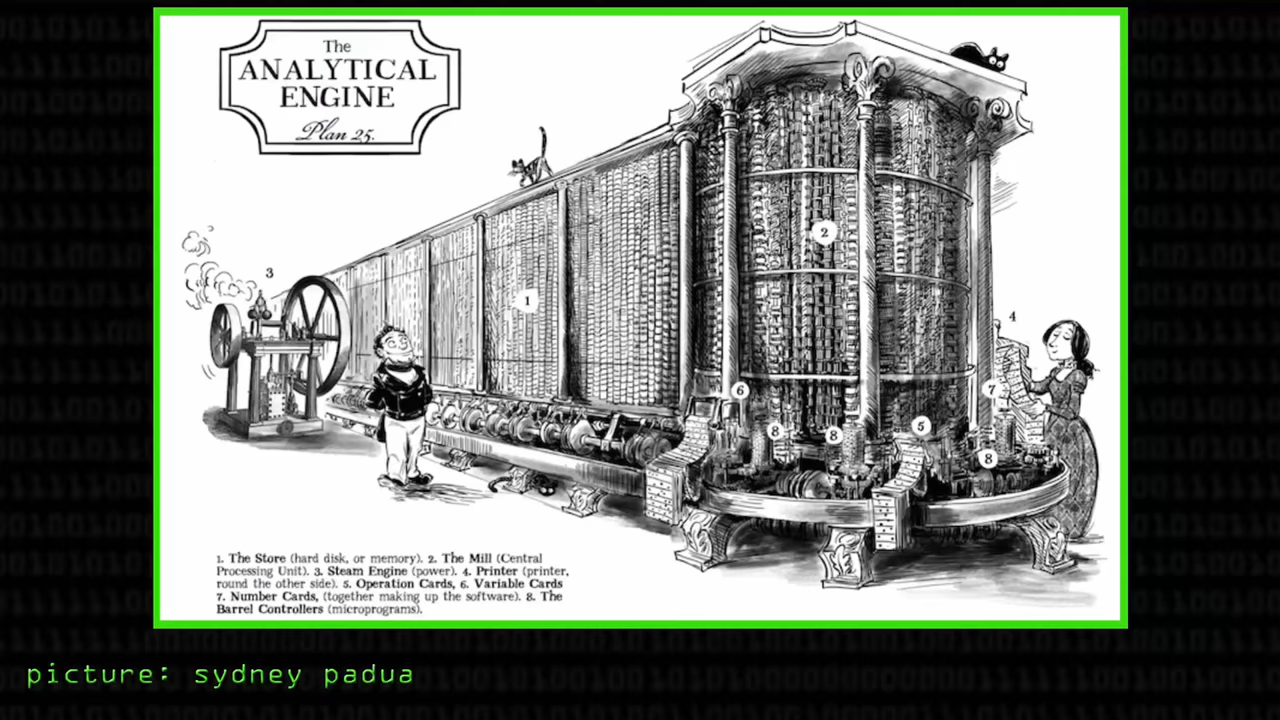 The
ANALYTICAL
ENGINE
Plan 25.
3
1
2
4
6
7
8
8
5
8
1. The Store (hard disk, or memory). 2. The Mill (Central
Processing Unit). 3. Steam Engine (power). 4. Printer (printer,
round the other side). 5. Operation Cards, 6. Variable Cards
7. Number Cards, (together making up the software). 8. The
Barrel Controllers (microprograms).
picture: sydney padua